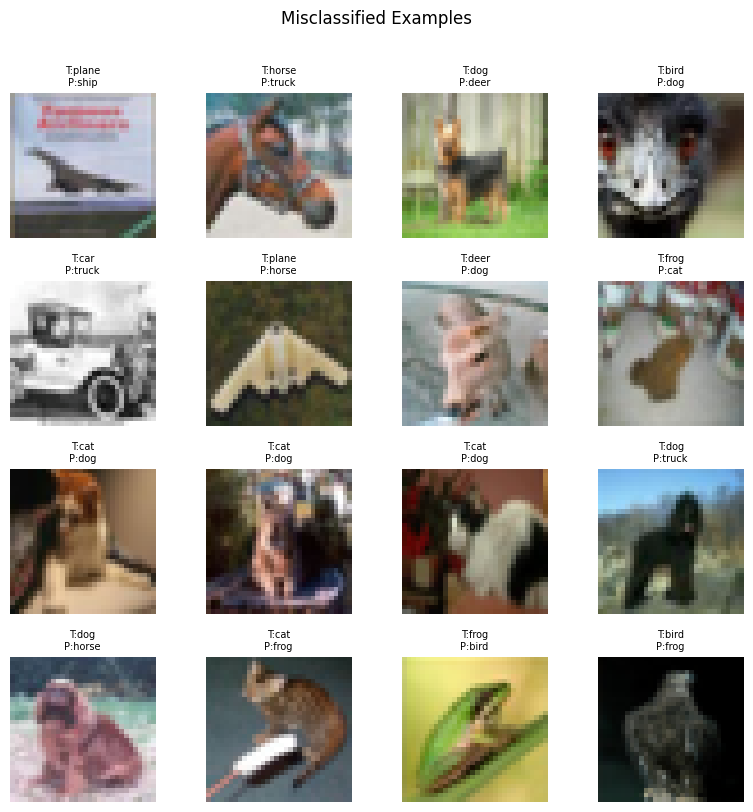 Misclassified Examples
T:plane
P:ship
T:horse
P:truck
T:dog
P:deer
T:bird
P:dog
T:car
P:truck
T:plane
P:horse
T:deer
P:dog
T:frog
P:cat
T:cat
P:dog
T:cat
P:dog
T:cat
P:dog
T:dog
P:truck
T:dog
P:horse
T:cat
P:frog
T:frog
P:bird
T:bird
P:frog